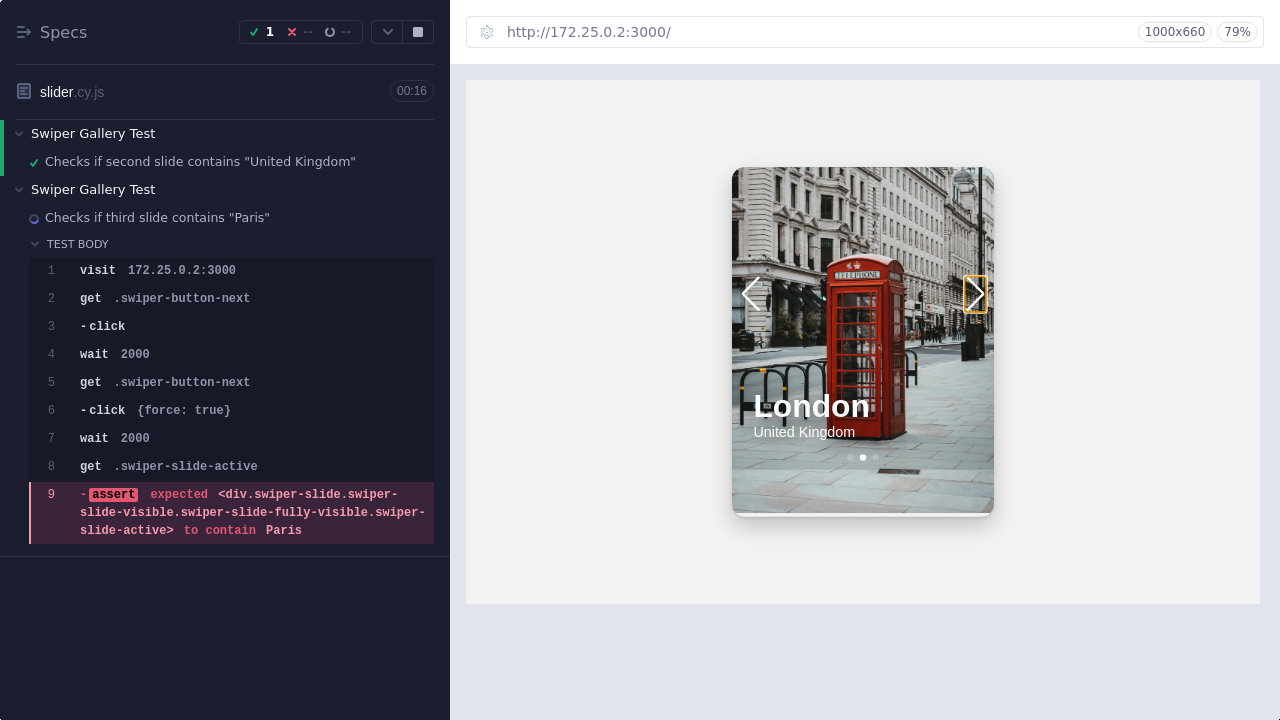 Specs
1
--
--
slider.cy.js
00:16
Swiper Gallery Test
Checks if second slide contains "United Kingdom"
Swiper Gallery Test
Checks if third slide contains "Paris"
TEST BODY
1 visit 172.25.0.2:3000
2 get .swiper-button-next
3 -click
4 wait 2000
5 get .swiper-button-next
6 -click {force: true}
7 wait 2000
8 get .swiper-slide-active
9 -assert expected <div.swiper-slide.swiper-
slide-visible.swiper-slide-fully-visible.swiper-
slide-active> to contain Paris
http://172.25.0.2:3000/
1000x660
79%
TELEPHONE
London
United Kingdom